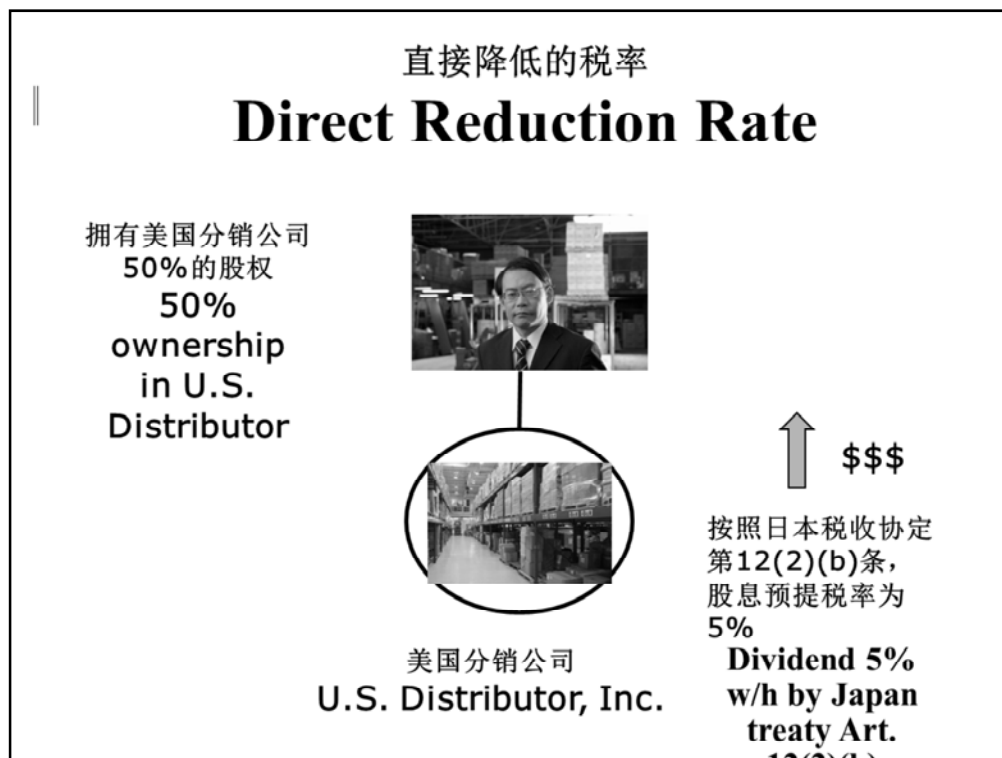 直接降低的税率
Direct Reduction Rate
拥有美国分销公司
50%的股权
50%
ownership
in U.S.
Distributor
$$$
按照日本税收协定
第12(2)(b)条，
股息预提税率为
5%
Dividend 5%
w/h by Japan
treaty Art.
12(2)(b)
美国分销公司
U.S. Distributor, Inc.